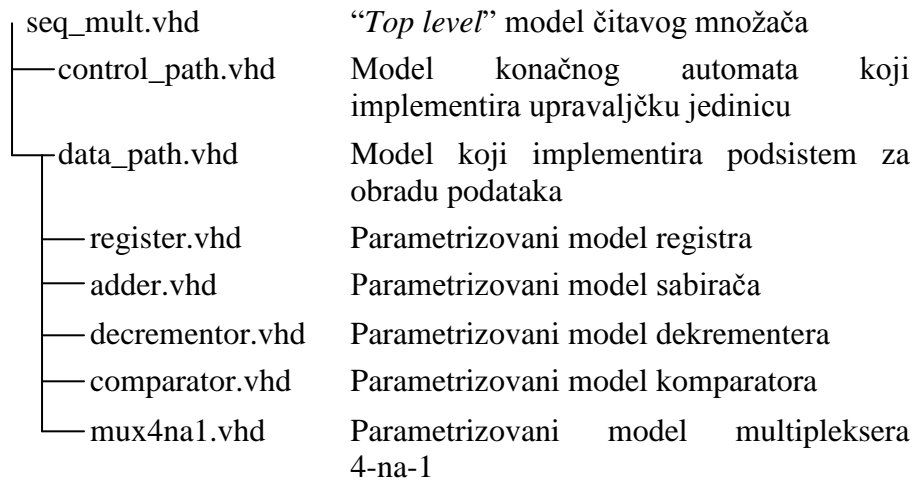 seq_mult.vhd “Top level” model čitavog množača
control_path.vhd Model konačnog automata koji
implementira upravaljčku jedinicu
data_path.vhd Model koji implementira podsistem za
obradu podataka
register.vhd Parametrizovani model registra
adder.vhd Parametrizovani model sabirača
decrementor.vhd Parametrizovani model dekrementera
comparator.vhd Parametrizovani model komparatora
mux4na1.vhd Parametrizovani model multipleksera
4-na-1